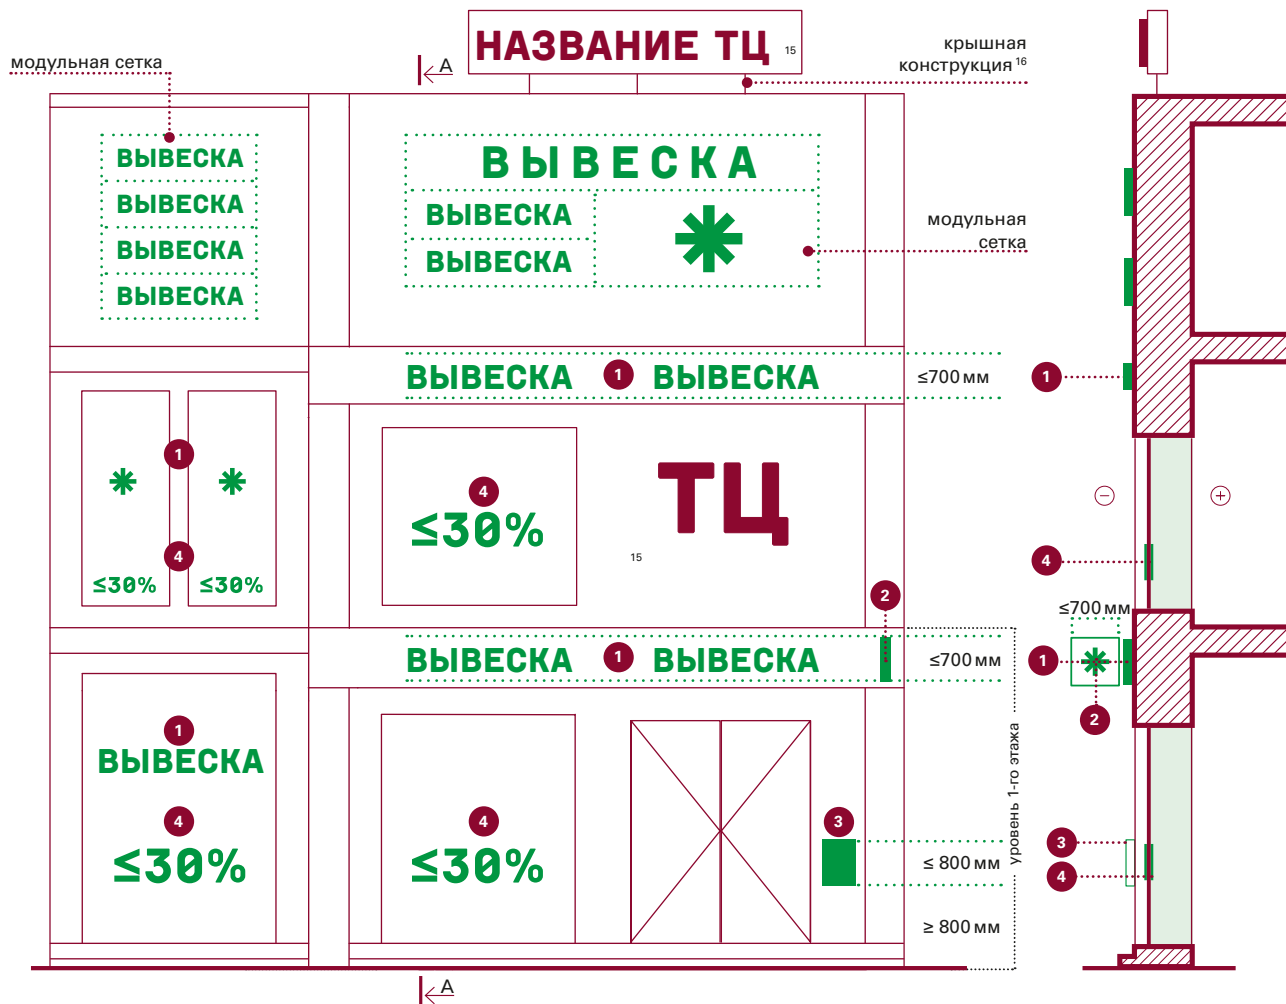 НАЗВАНИЕ ТЦ 15
крышная
конструкция 16
модульная сетка
А
ВЫВЕСКА
ВЫВЕСКА
ВЫВЕСКА
ВЫВЕСКА
ВЫВЕСКА
ВЫВЕСКА
ВЫВЕСКА
модульная
сетка
ВЫВЕСКА 1 ВЫВЕСКА
≤700 мм
1
1
4
≤30% ≤30%
4
≤30%
ТЦ
15
2
4
≤700 мм
ВЫВЕСКА 1 ВЫВЕСКА
≤700 мм
1
2
уровень 1-го этажа
1
ВЫВЕСКА
4
≤30%
4
≤30%
3
≤ 800 мм
≥ 800 мм
3
4
А